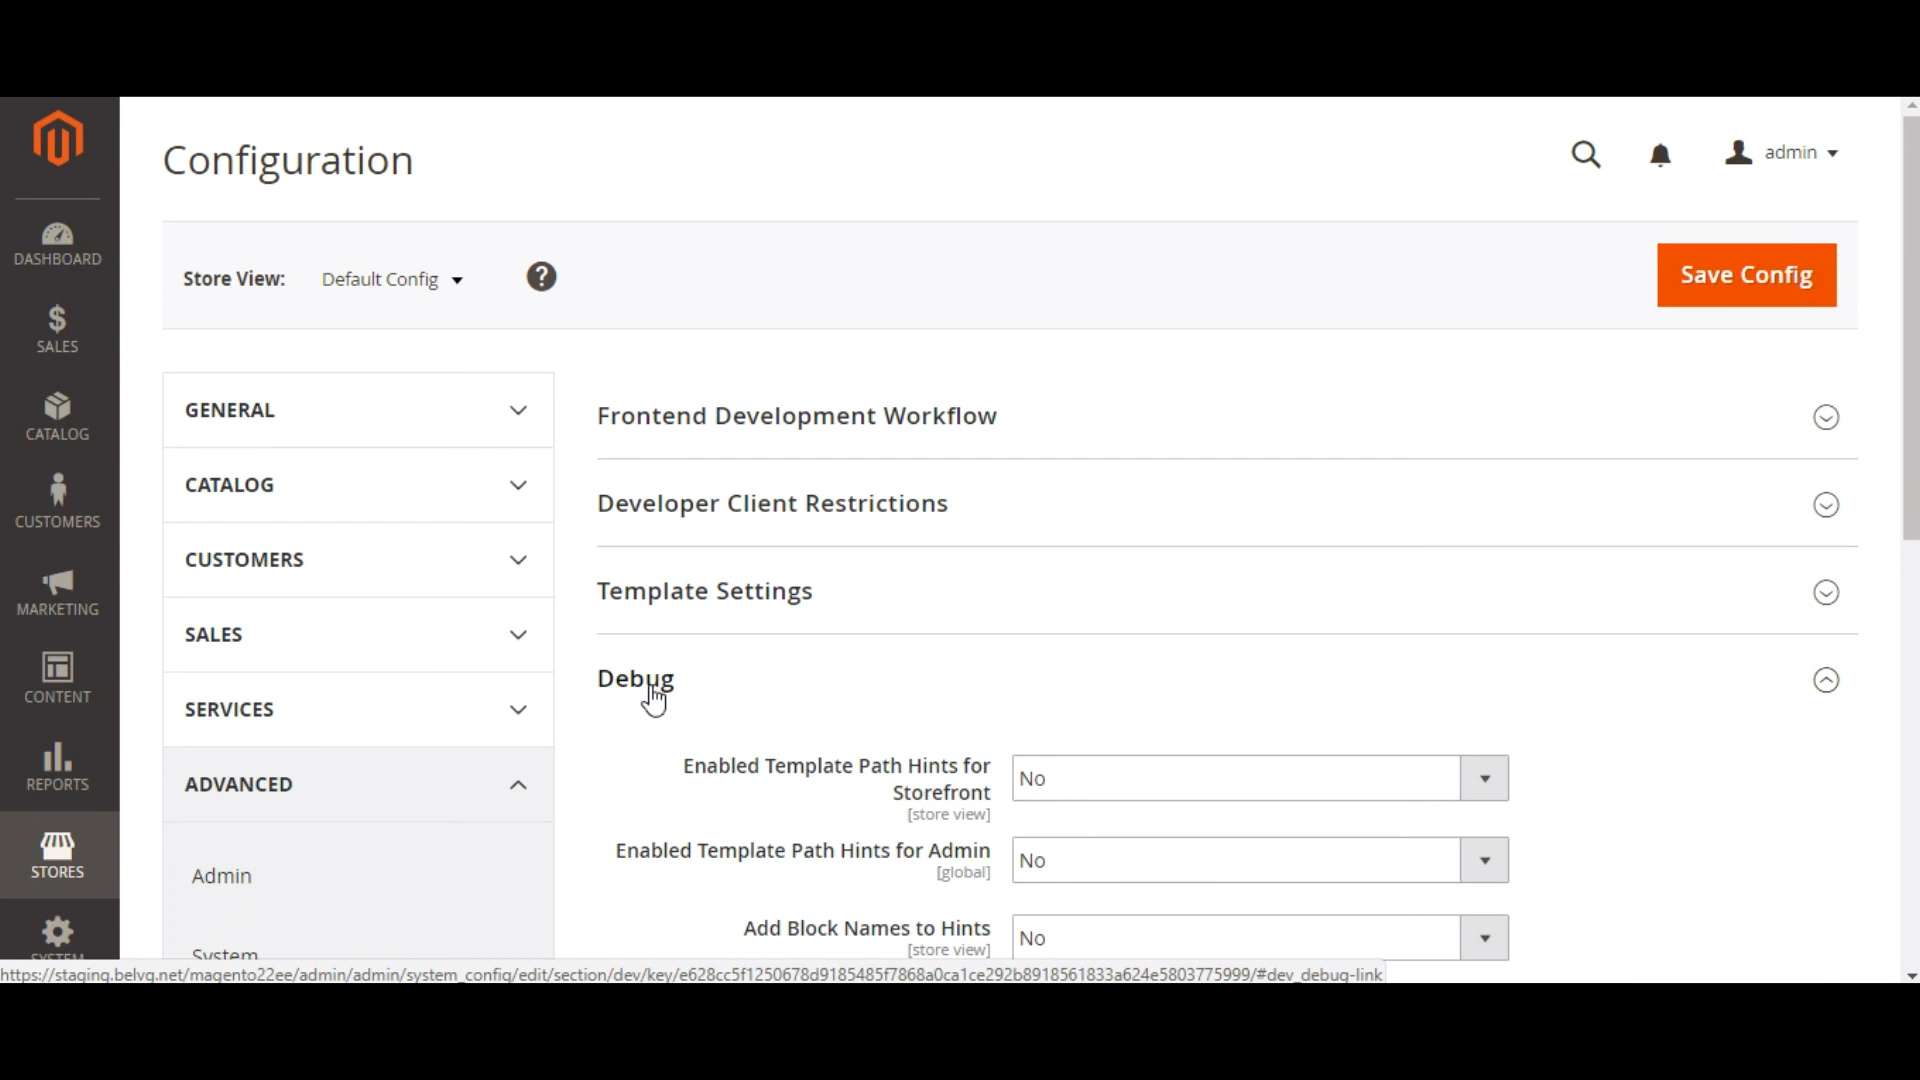 Configuration
admin
Store View: Default Config ?
Save Config
DASHBOARD
SALES
CATALOG
CUSTOMERS
MARKETING
CONTENT
REPORTS
STORES
SYSTEM
GENERAL
CATALOG
CUSTOMERS
SALES
SERVICES
ADVANCED
Admin
System
Frontend Development Workflow
Developer Client Restrictions
Template Settings
Debug
Enabled Template Path Hints for
Storefront
[store view]
No
Enabled Template Path Hints for Admin
[global]
No
Add Block Names to Hints
[store view]
No
https://staging.belvg.net/magento22ee/admin/admin/system_config/edit/section/dev/key/e628cc5f1250678d9185485f7868a0ca1ce292b8918561833a624e5803775999/#dev_debug-link